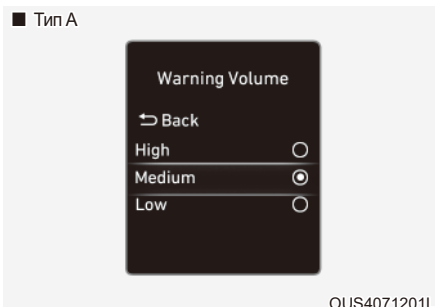 ■ Тип A
Warning Volume
⮌ Back
High
Medium
Low
OUS4071201L